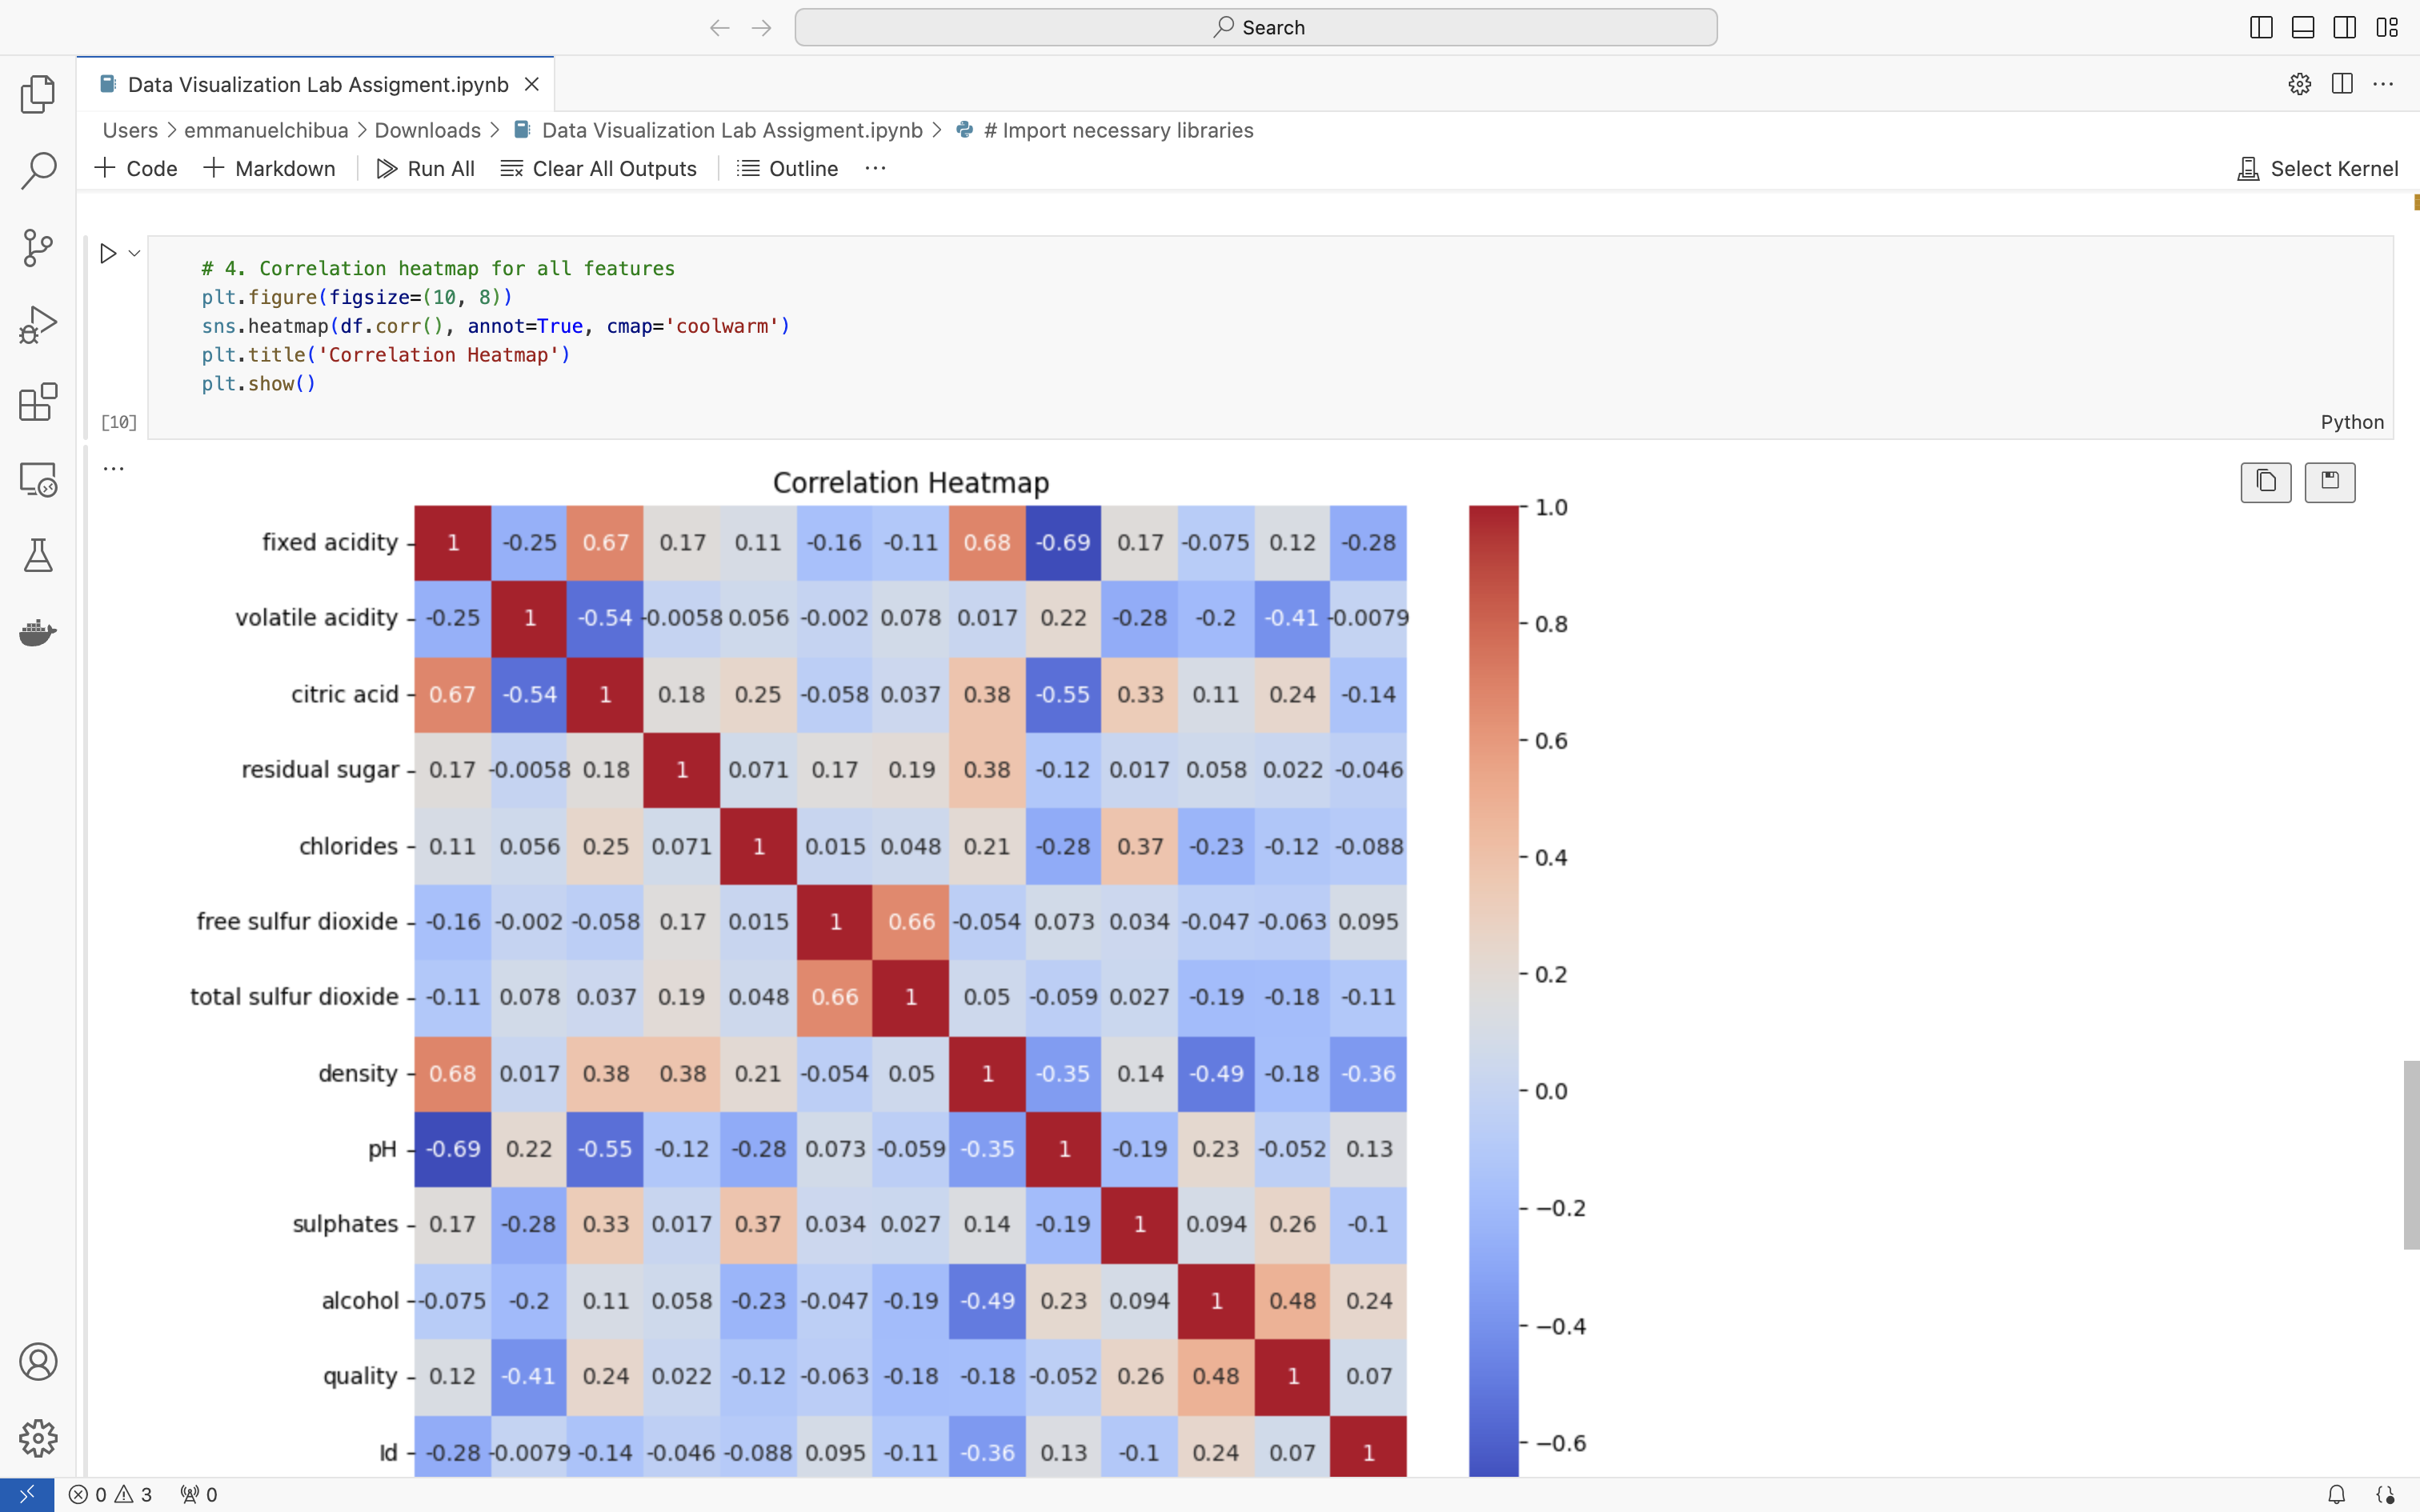 Search
Data Visualization Lab Assigment.ipynb
Users > emmanuelchibua > Downloads > Data Visualization Lab Assigment.ipynb > # Import necessary libraries
+ Code + Markdown Run All Clear All Outputs Outline ... Select Kernel
# 4. Correlation heatmap for all features
plt.figure(figsize=(10, 8))
sns.heatmap(df.corr(), annot=True, cmap='coolwarm')
plt.title('Correlation Heatmap')
plt.show()
[10] Python
...
Correlation Heatmap
fixed acidity 1 -0.25 0.67 0.17 0.11 -0.16 -0.11 0.68 -0.69 0.17 -0.075 0.12 -0.28
volatile acidity -0.25 1 -0.54 -0.0058 0.056 -0.002 0.078 0.017 0.22 -0.28 -0.2 -0.41 -0.0079
citric acid 0.67 -0.54 1 0.18 0.25 -0.058 0.037 0.38 -0.55 0.33 0.11 0.24 -0.14
residual sugar 0.17 -0.0058 0.18 1 0.071 0.17 0.19 0.38 -0.12 0.017 0.058 0.022 -0.046
chlorides 0.11 0.056 0.25 0.071 1 0.015 0.048 0.21 -0.28 0.37 -0.23 -0.12 -0.088
free sulfur dioxide -0.16 -0.002 -0.058 0.17 0.015 1 0.66 -0.054 0.073 0.034 -0.047 -0.063 0.095
total sulfur dioxide -0.11 0.078 0.037 0.19 0.048 0.66 1 0.05 -0.059 0.027 -0.19 -0.18 -0.11
density 0.68 0.017 0.38 0.38 0.21 -0.054 0.05 1 -0.35 0.14 -0.49 -0.18 -0.36
pH -0.69 0.22 -0.55 -0.12 -0.28 0.073 -0.059 -0.35 1 -0.19 0.23 -0.052 0.13
sulphates 0.17 -0.28 0.33 0.017 0.37 0.034 0.027 0.14 -0.19 1 0.094 0.26 -0.1
alcohol -0.075 -0.2 0.11 0.058 -0.23 -0.047 -0.19 -0.49 0.23 0.094 1 0.48 0.24
quality 0.12 -0.41 0.24 0.022 -0.12 -0.063 -0.18 -0.18 -0.052 0.26 0.48 1 0.07
Id -0.28 -0.0079 -0.14 -0.046 -0.088 0.095 -0.11 -0.36 0.13 -0.1 0.24 0.07 1
1.0
0.8
0.6
0.4
0.2
0.0
−0.2
−0.4
−0.6
0 3 0